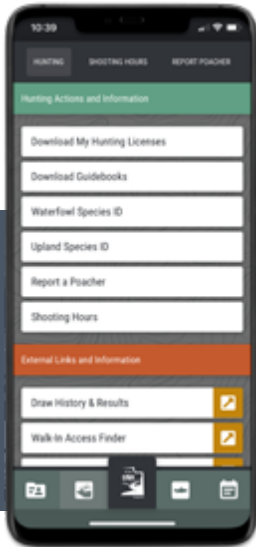 10:39
HUNTING SHOOTING HOURS REPORT POACHER
Hunting Actions and Information
Download My Hunting Licenses
Download Guidebooks
Waterfowl Species ID
Upland Species ID
Report a Poacher
Shooting Hours
External Links and Information
Draw History & Results
Walk-In Access Finder